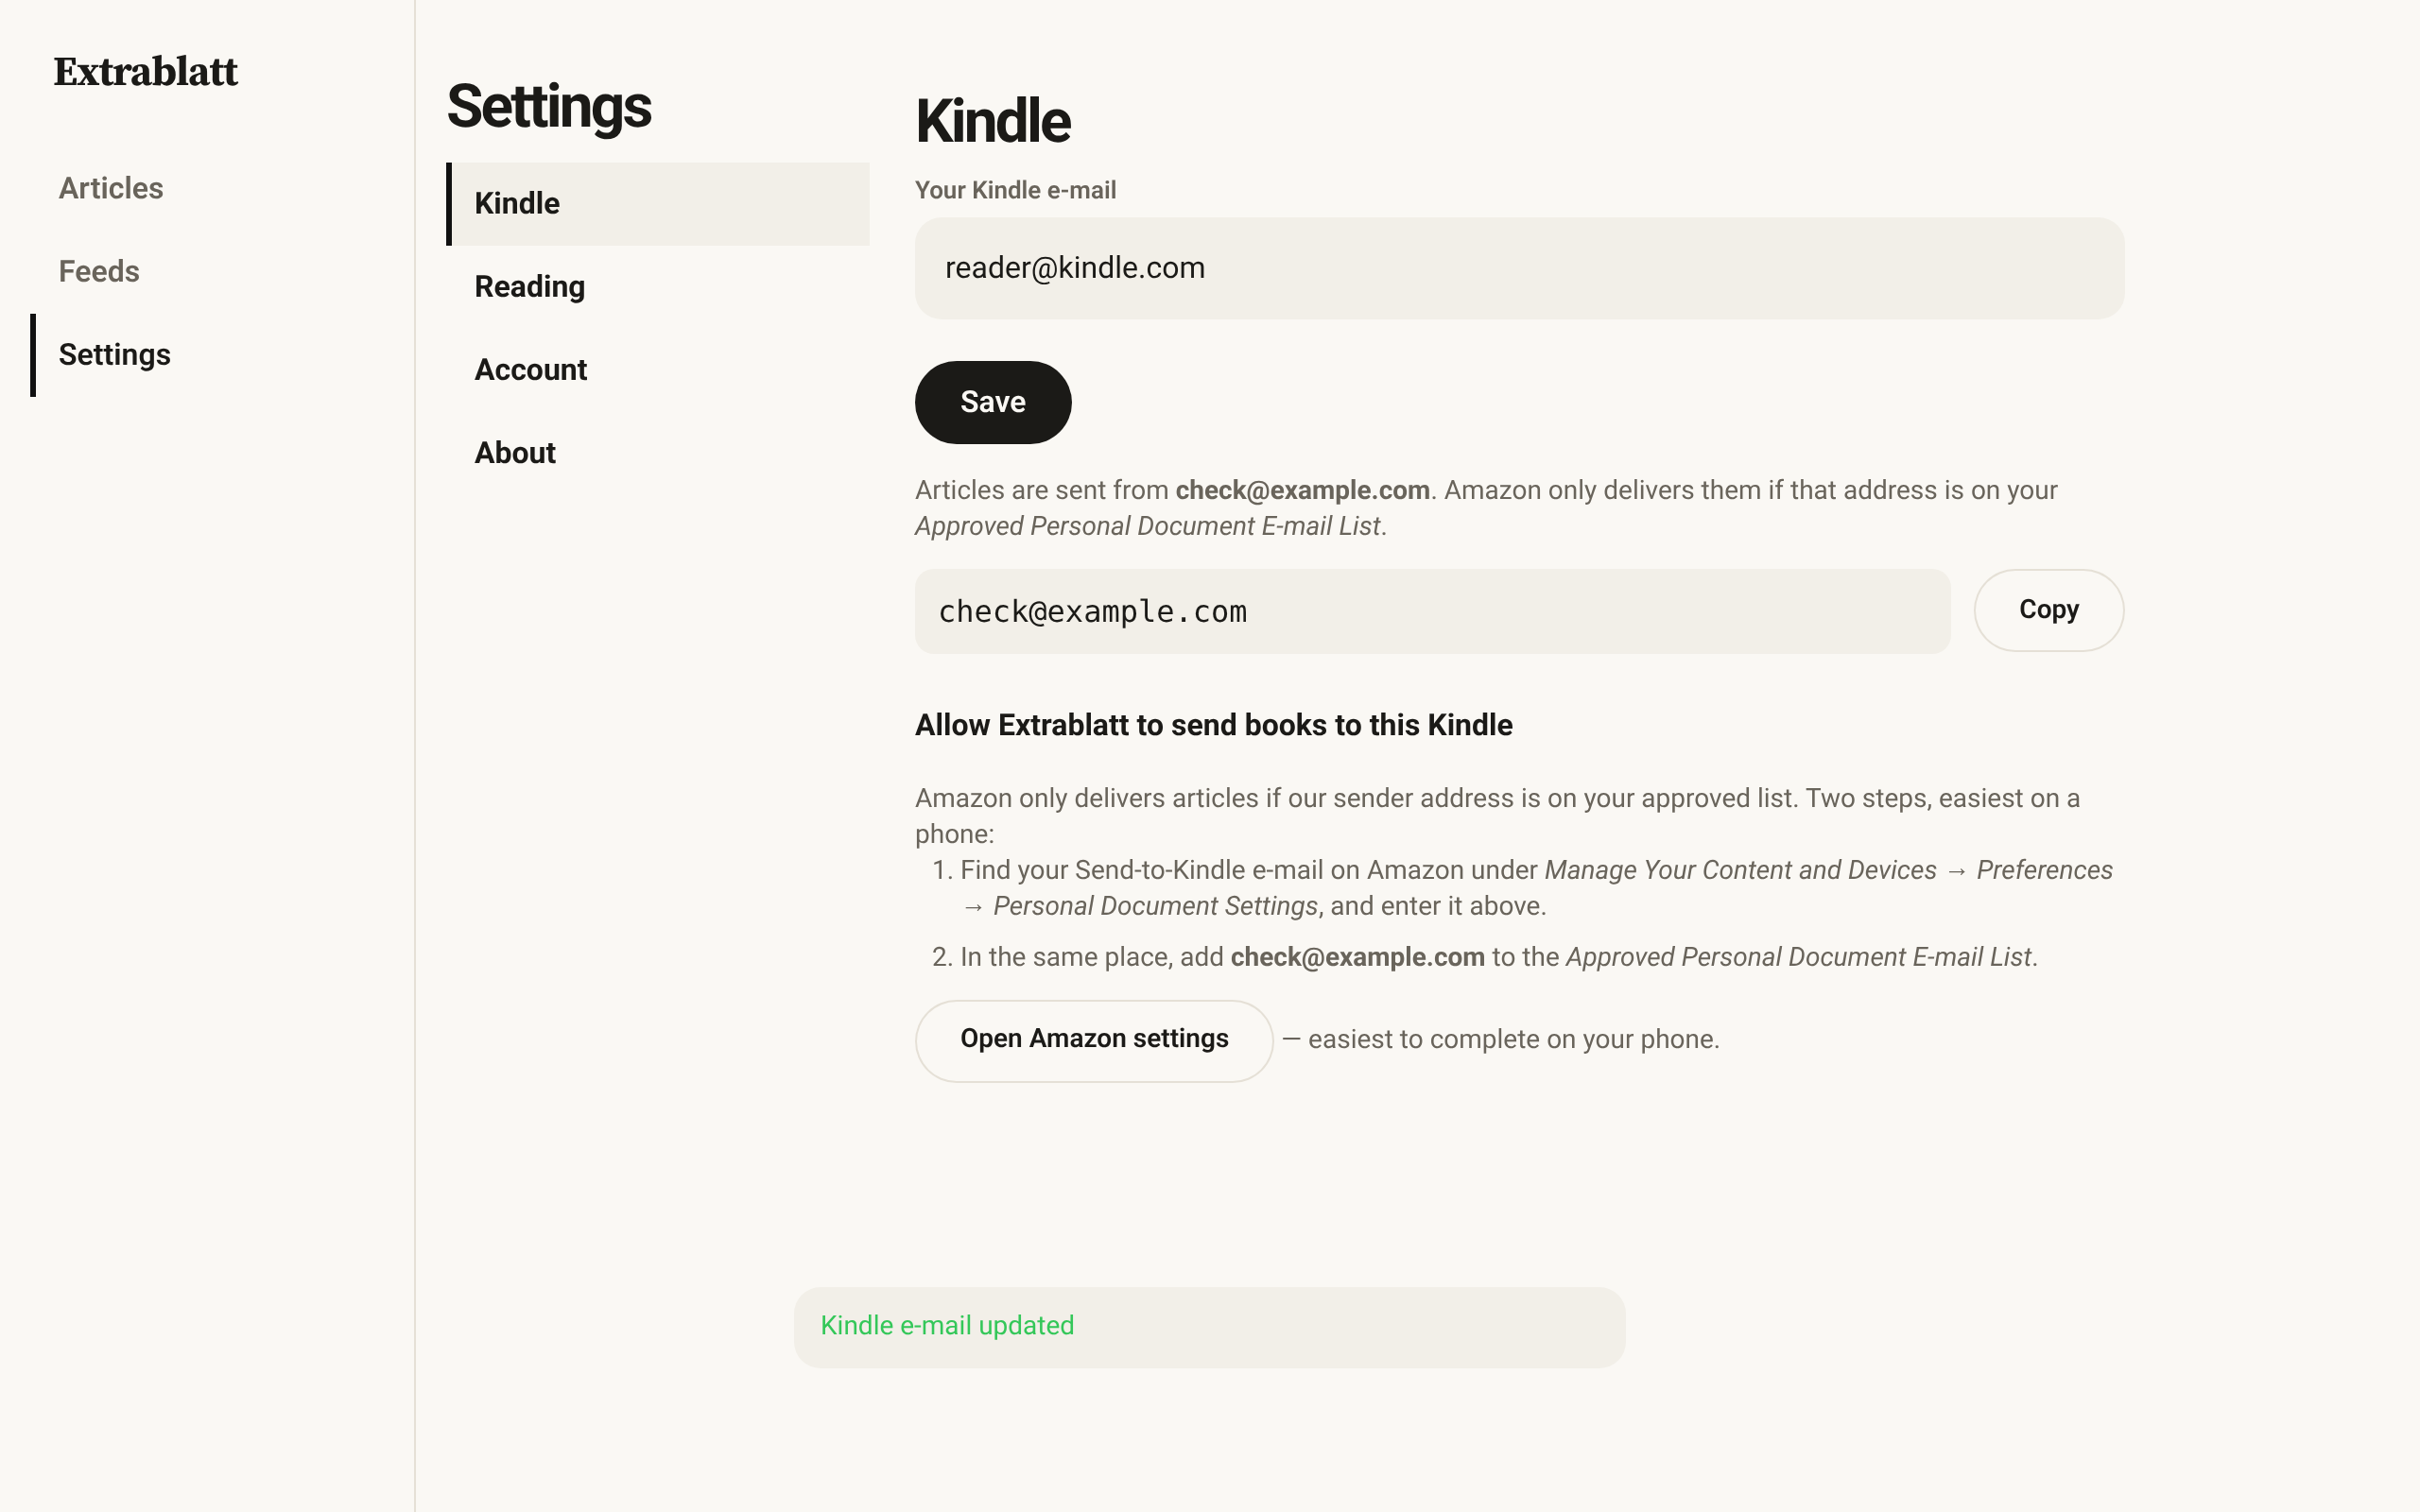 Extrablatt
Articles
Feeds
Settings
Settings
Kindle
Reading
Account
About
Kindle
Your Kindle e-mail
reader@kindle.com
Save
Articles are sent from check@example.com. Amazon only delivers them if that address is on your
Approved Personal Document E-mail List.
check@example.com
Copy
Allow Extrablatt to send books to this Kindle
Amazon only delivers articles if our sender address is on your approved list. Two steps, easiest on a
phone:
1. Find your Send-to-Kindle e-mail on Amazon under Manage Your Content and Devices → Preferences
→ Personal Document Settings, and enter it above.
2. In the same place, add check@example.com to the Approved Personal Document E-mail List.
Open Amazon settings — easiest to complete on your phone.
Kindle e-mail updated